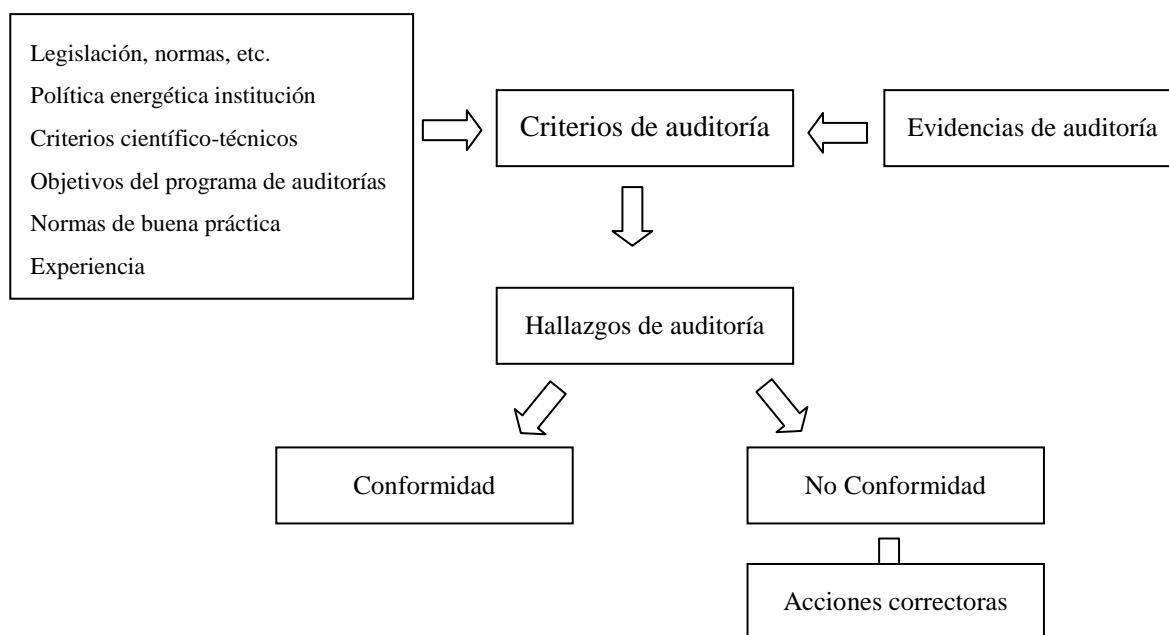 Legislación, normas, etc.
Política energética institución
Criterios científico-técnicos
Objetivos del programa de auditorías
Normas de buena práctica
Experiencia
Criterios de auditoría
Evidencias de auditoría
Hallazgos de auditoría
Conformidad
No Conformidad
Acciones correctoras